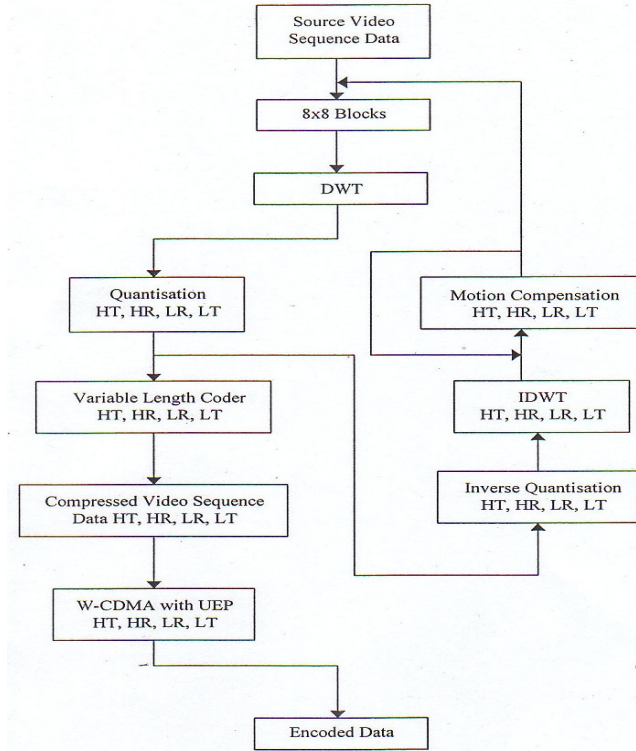 Source Video
Sequence Data
8x8 Blocks
DWT
Quantisation
HT, HR, LR, LT
Variable Length Coder
HT, HR, LR, LT
Compressed Video Sequence
Data HT, HR, LR, LT
W-CDMA with UEP
HT, HR, LR, LT
Encoded Data
Motion Compensation
HT, HR, LR, LT
IDWT
HT, HR, LR, LT
Inverse Quantisation
HT, HR, LR, LT